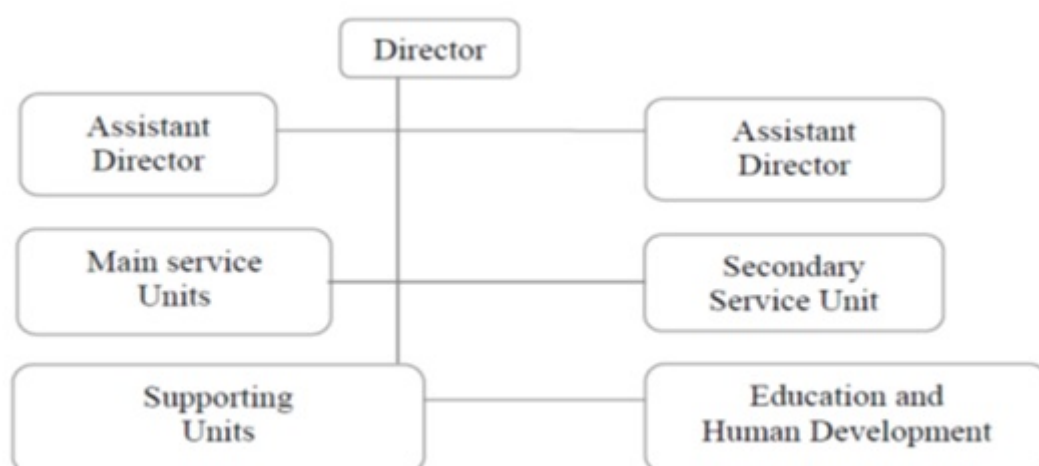 Director
Assistant
Director
Assistant
Director
Main service
Units
Secondary
Service Unit
Supporting
Units
Education and
Human Development